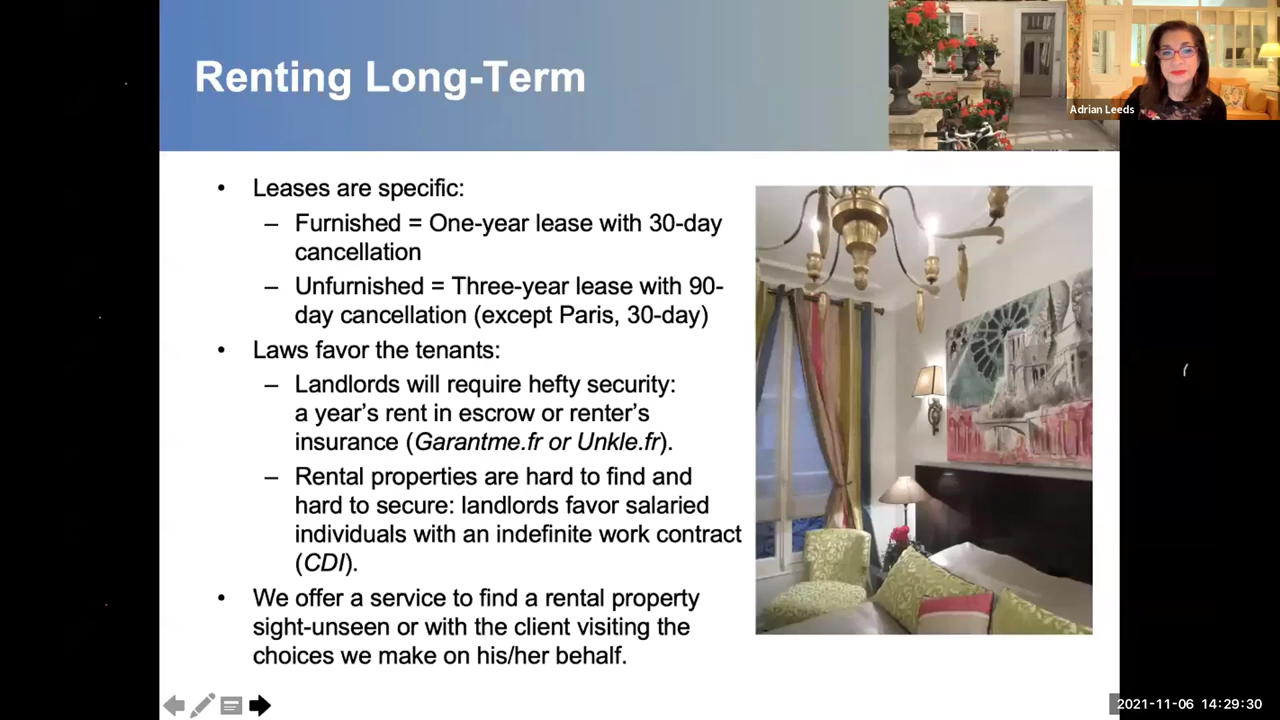 Renting Long-Term
Adrian Leeds
• Leases are specific:
– Furnished = One-year lease with 30-day
cancellation
– Unfurnished = Three-year lease with 90-
day cancellation (except Paris, 30-day)
• Laws favor the tenants:
– Landlords will require hefty security:
a year’s rent in escrow or renter’s
insurance (Garantme.fr or Unkle.fr).
– Rental properties are hard to find and
hard to secure: landlords favor salaried
individuals with an indefinite work contract
(CDI).
• We offer a service to find a rental property
sight-unseen or with the client visiting the
choices we make on his/her behalf.
2021-11-06 14:29:30